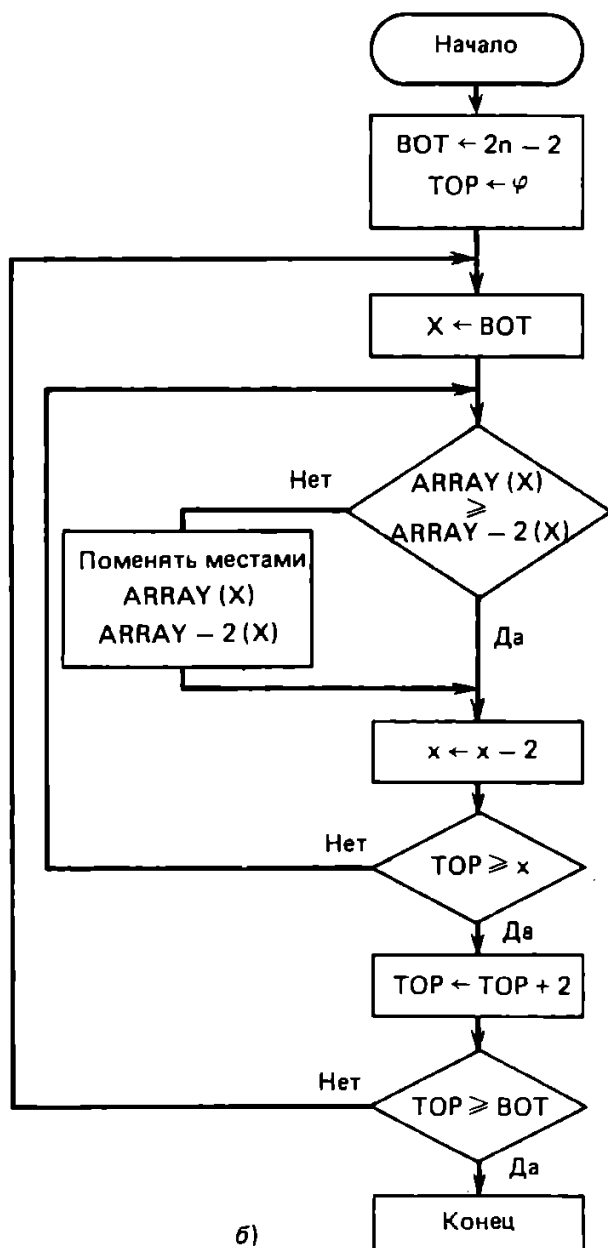 Начало
BOT ← 2n − 2
TOP ← φ
X ← BOT
Нет
ARRAY (X)
⩾
ARRAY − 2 (X)
Поменять местами
ARRAY (X)
ARRAY − 2 (X)
Да
x ← x − 2
Нет
TOP ⩾ x
Да
TOP ← TOP + 2
Нет
TOP ⩾ BOT
Да
Конец
б)